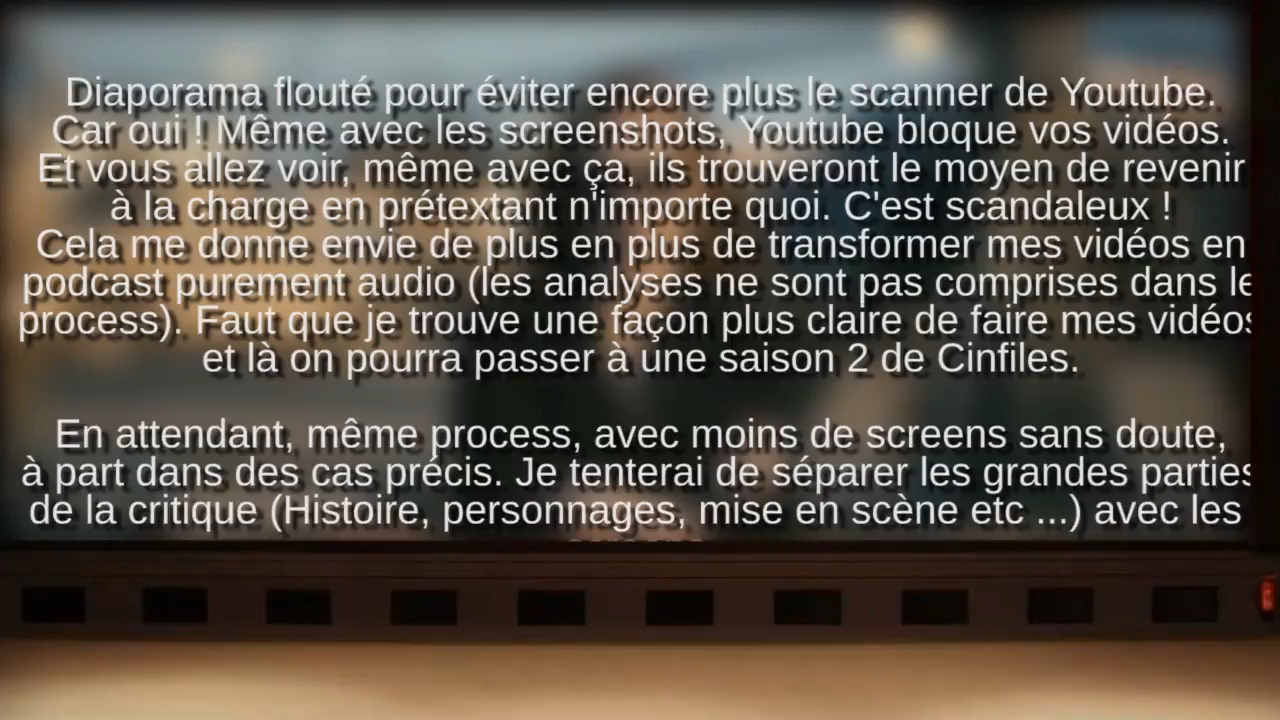 Diaporama flouté pour éviter encore plus le scanner de Youtube.
Car oui ! Même avec les screenshots, Youtube bloque vos vidéos.
Et vous allez voir, même avec ça, ils trouveront le moyen de revenir
à la charge en prétextant n'importe quoi. C'est scandaleux !
Cela me donne envie de plus en plus de transformer mes vidéos en
podcast purement audio (les analyses ne sont pas comprises dans le
process). Faut que je trouve une façon plus claire de faire mes vidéos
et là on pourra passer à une saison 2 de Cinfiles.
En attendant, même process, avec moins de screens sans doute,
à part dans des cas précis. Je tenterai de séparer les grandes parties
de la critique (Histoire, personnages, mise en scène etc ...) avec les